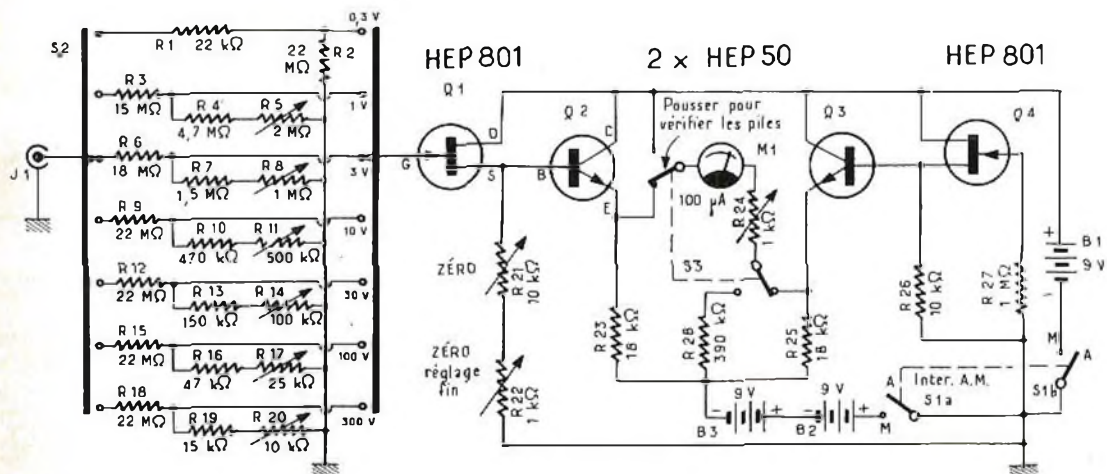 S2
R1
22 kΩ
22 MΩ
R2
0,3 V
R3
15 MΩ
R4
4,7 MΩ
R5
2 MΩ
1 V
R6
18 MΩ
R7
1,5 MΩ
R8
1 MΩ
3 V
J1
R9
22 MΩ
R10
470 kΩ
R11
500 kΩ
10 V
R12
22 MΩ
R13
150 kΩ
R14
100 kΩ
30 V
R15
22 MΩ
R16
47 kΩ
R17
25 kΩ
100 V
R18
22 MΩ
R19
15 kΩ
R20
10 kΩ
300 V
HEP 801
2 x HEP 50
HEP 801
Q1
D
G
S
Q2
C
B
E
Pousser pour
vérifier les piles
M1
100 µA
R24
1 kΩ
S3
Q3
Q4
ZÉRO
R21
10 kΩ
ZÉRO
réglage
fin
R22
1 kΩ
R23
18 kΩ
R28
390 kΩ
R25
18 kΩ
R26
10 kΩ
R27
1 MΩ
+
B1
9 V
-
M
A
S1b
Inter. A.M.
A
S1a
M
9 V
- +
B3
9 V
- +
B2